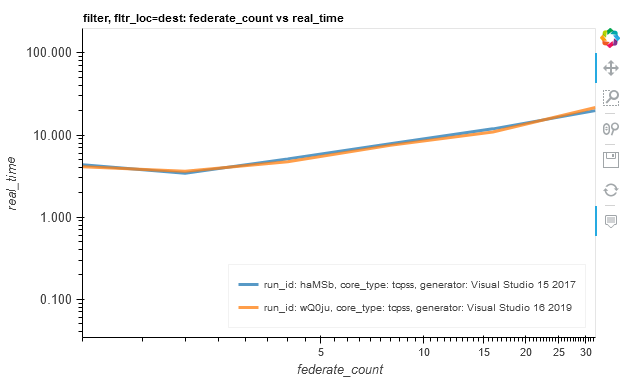 filter, fltr_loc=dest: federate_count vs real_time
100.000
10.000
1.000
0.100
real_time
run_id: haMSb, core_type: tcpss, generator: Visual Studio 15 2017
run_id: wQ0ju, core_type: tcpss, generator: Visual Studio 16 2019
5
10
15
20
25
30
federate_count